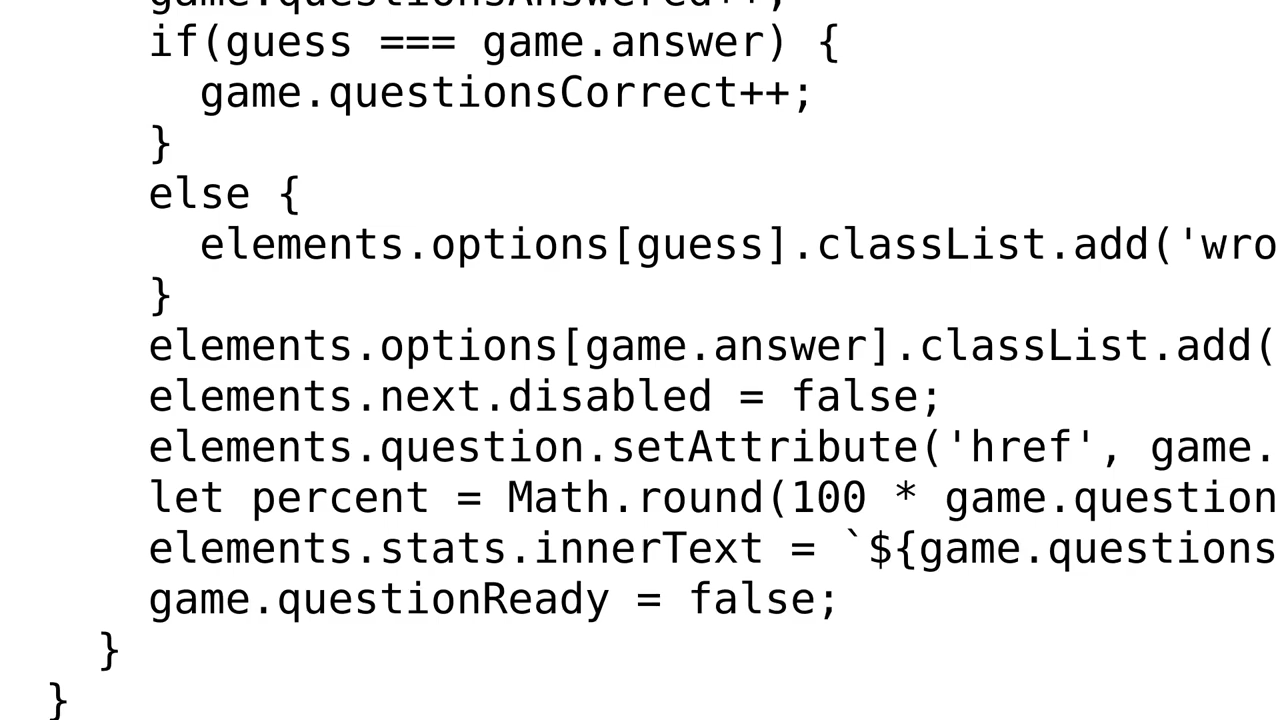 game.questionsAnswered++;
if(guess === game.answer) {
game.questionsCorrect++;
}
else {
elements.options[guess].classList.add('wro
}
elements.options[game.answer].classList.add(
elements.next.disabled = false;
elements.question.setAttribute('href', game.
let percent = Math.round(100 * game.question
elements.stats.innerText = `${game.questions
game.questionReady = false;
}
}